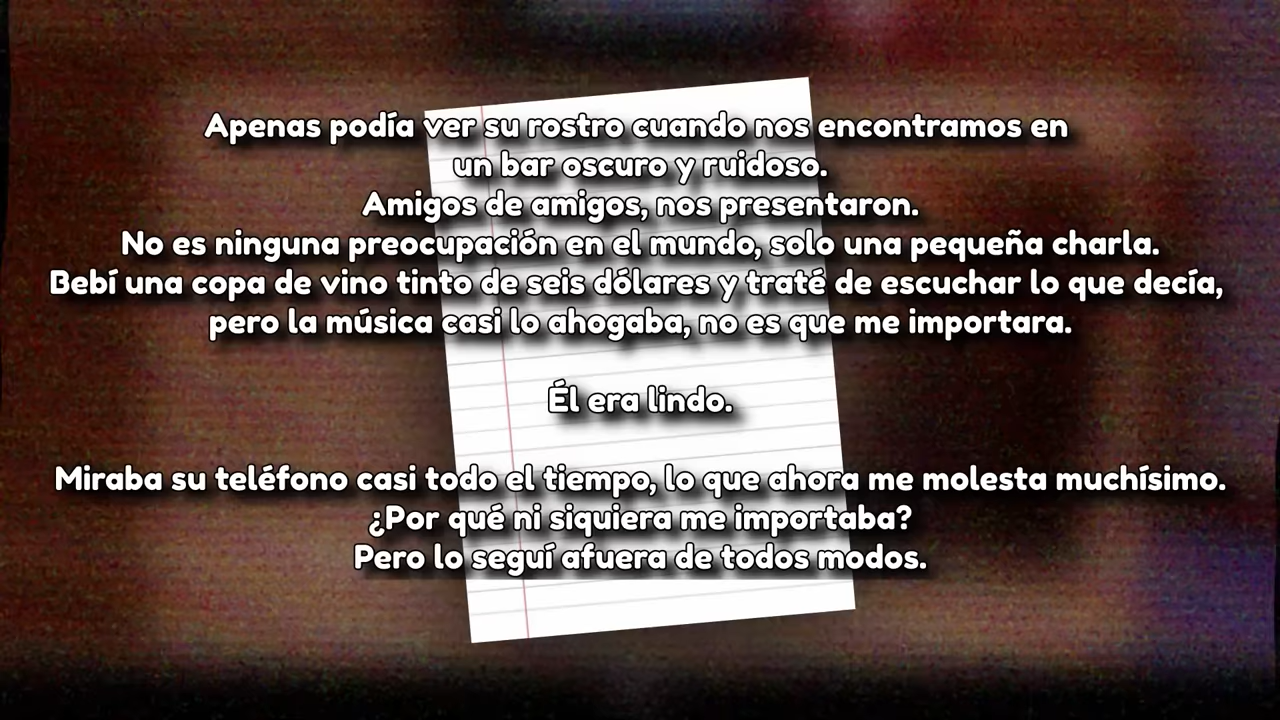 Apenas podía ver su rostro cuando nos encontramos en
un bar oscuro y ruidoso.
Amigos de amigos, nos presentaron.
No es ninguna preocupación en el mundo, solo una pequeña charla.
Bebí una copa de vino tinto de seis dólares y traté de escuchar lo que decía,
pero la música casi lo ahogaba, no es que me importara.
Él era lindo.
Miraba su teléfono casi todo el tiempo, lo que ahora me molesta muchísimo.
¿Por qué ni siquiera me importaba?
Pero lo seguí afuera de todos modos.